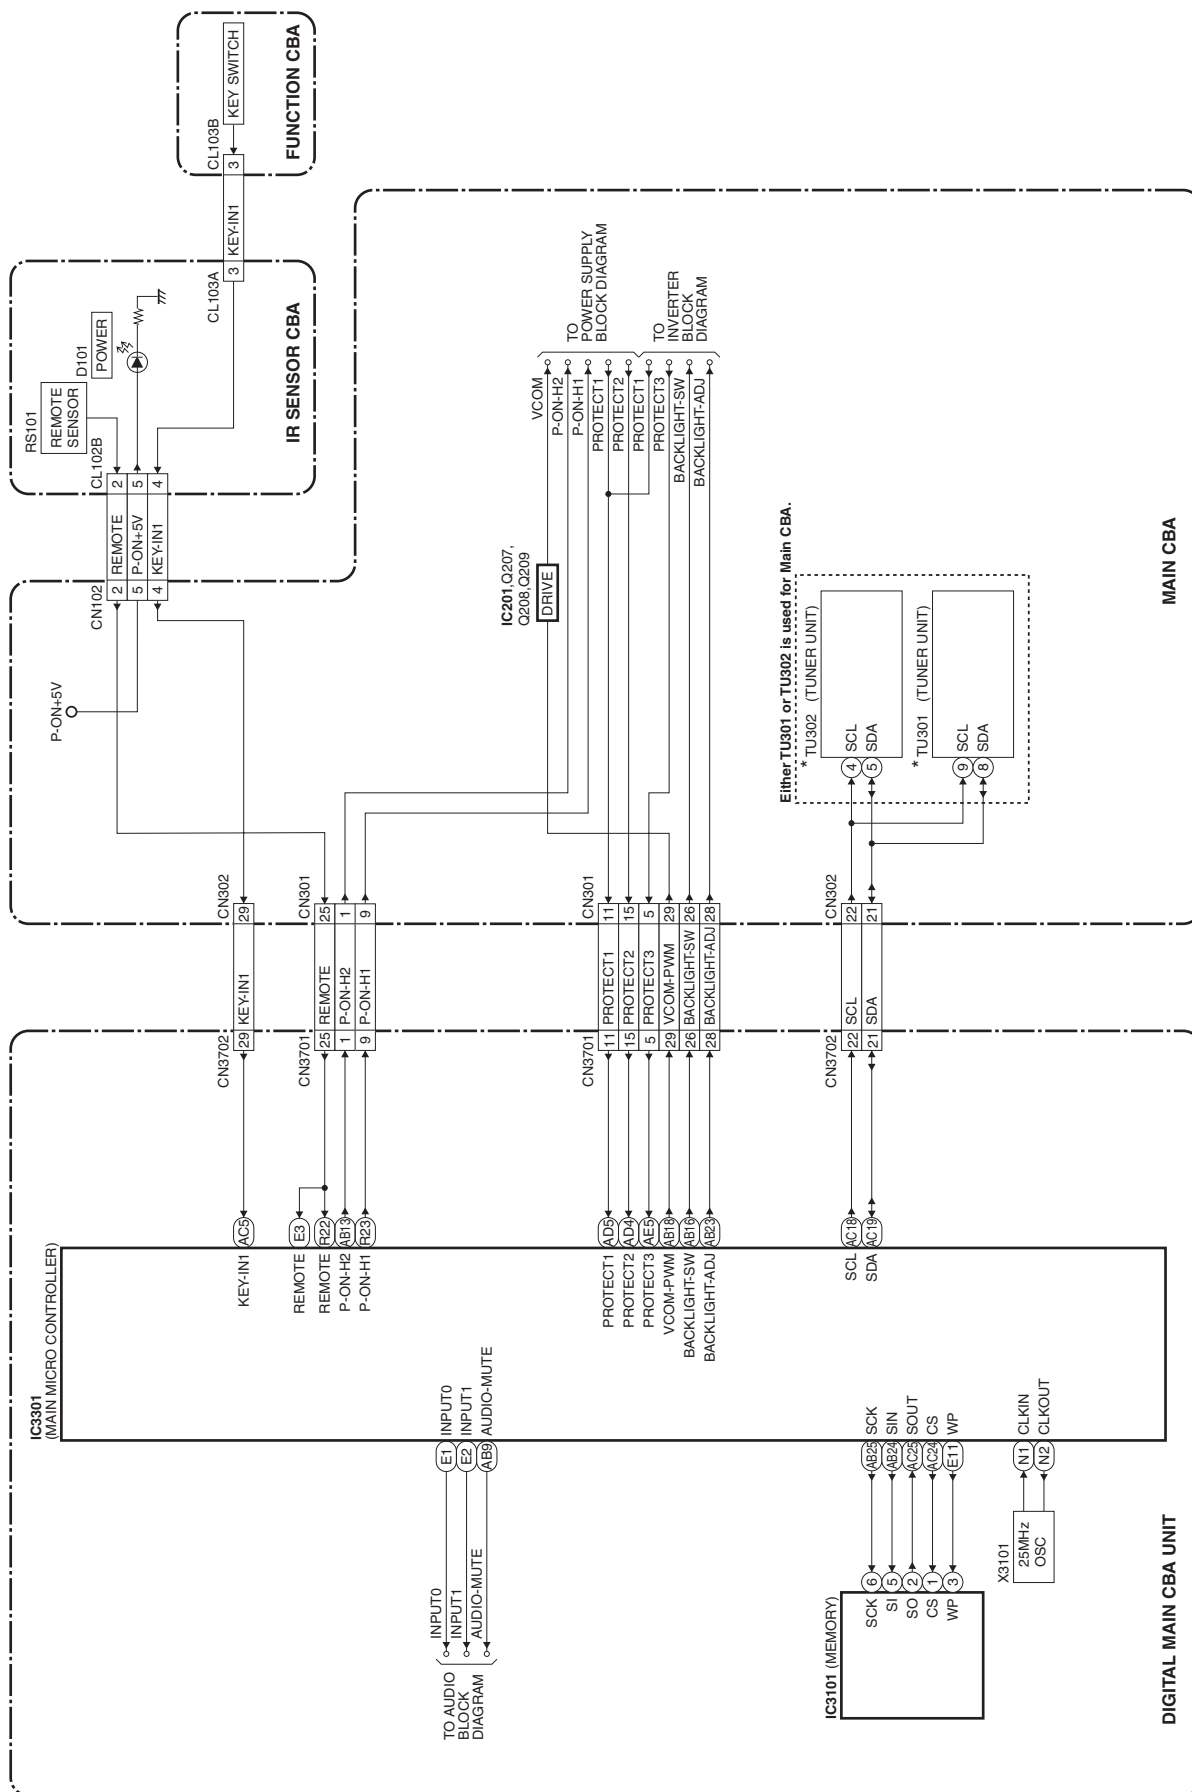 FUNCTION CBA
KEY SWITCH
CL103B
3
KEY-IN1
3
CL103A
IR SENSOR CBA
RS101
REMOTE
SENSOR
D101
POWER
CL102B
2
5
4
REMOTE
P-ON+5V
KEY-IN1
2
5
4
CN102
P-ON+5V
VCOM
P-ON-H2
P-ON-H1
PROTECT1
PROTECT2
PROTECT1
PROTECT3
BACKLIGHT-SW
BACKLIGHT-ADJ
TO
POWER SUPPLY
BLOCK DIAGRAM
TO
INVERTER
BLOCK
DIAGRAM
IC201,Q207,
Q208,Q209
DRIVE
Either TU301 or TU302 is used for Main CBA.
* TU302 (TUNER UNIT)
4 SCL
5 SDA
* TU301 (TUNER UNIT)
9 SCL
8 SDA
MAIN CBA
CN3702
CN302
29 KEY-IN1 29
CN3701
CN301
25 REMOTE 25
1 P-ON-H2 1
9 P-ON-H1 9
CN3701
CN301
11 PROTECT1 11
15 PROTECT2 15
5 PROTECT3 5
29 VCOM-PWM 29
26 BACKLIGHT-SW 26
28 BACKLIGHT-ADJ 28
CN3702
CN302
22 SCL 22
21 SDA 21
IC3301
(MAIN MICRO CONTROLLER)
KEY-IN1 AC5
REMOTE E3
REMOTE R22
P-ON-H2 AB13
P-ON-H1 R23
PROTECT1 AD5
PROTECT2 AD4
PROTECT3 AE5
VCOM-PWM AB18
BACKLIGHT-SW AB16
BACKLIGHT-ADJ AB23
SCL AC18
SDA AC19
E1 INPUT0
E2 INPUT1
AB9 AUDIO-MUTE
INPUT0
INPUT1
AUDIO-MUTE
TO AUDIO
BLOCK
DIAGRAM
AB25 SCK
AB24 SIN
AC25 SOUT
AC24 CS
E11 WP
N1 CLKIN
N2 CLKOUT
X3101
25MHz
OSC
IC3101 (MEMORY)
SCK 6
SI 5
SO 2
CS 1
WP 3
DIGITAL MAIN CBA UNIT